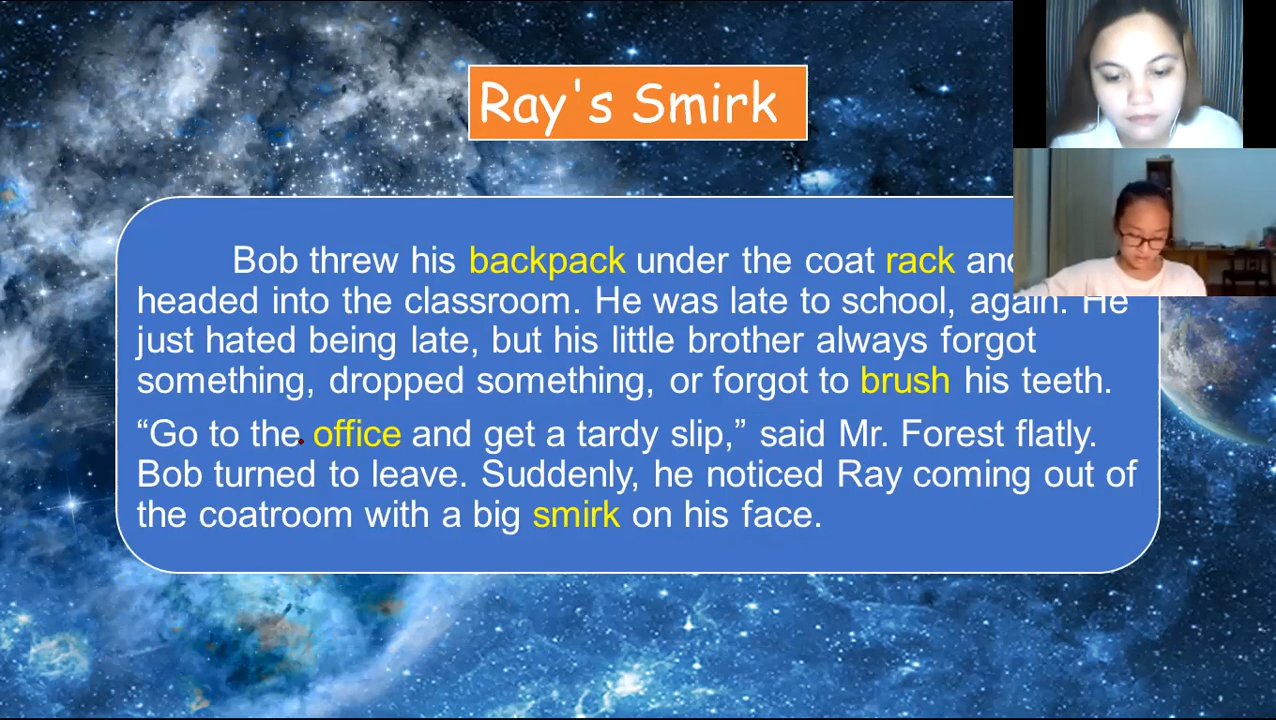 Ray's Smirk
Bob threw his backpack under the coat rack and
headed into the classroom. He was late to school, again. He
just hated being late, but his little brother always forgot
something, dropped something, or forgot to brush his teeth.
“Go to the office and get a tardy slip,” said Mr. Forest flatly.
Bob turned to leave. Suddenly, he noticed Ray coming out of
the coatroom with a big smirk on his face.